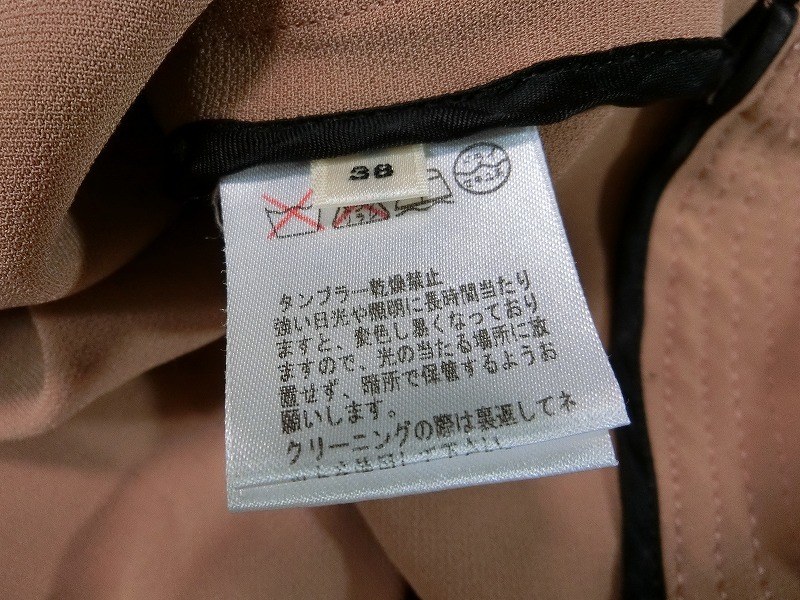 38
タンブラー乾燥禁止
強い日光や照明に長時間当たり
ますと、変色し易くなっており
ますので、光の当たる場所に放
置せず、暗所で保管するようお
願いします。
クリーニングの際は裏返してネ